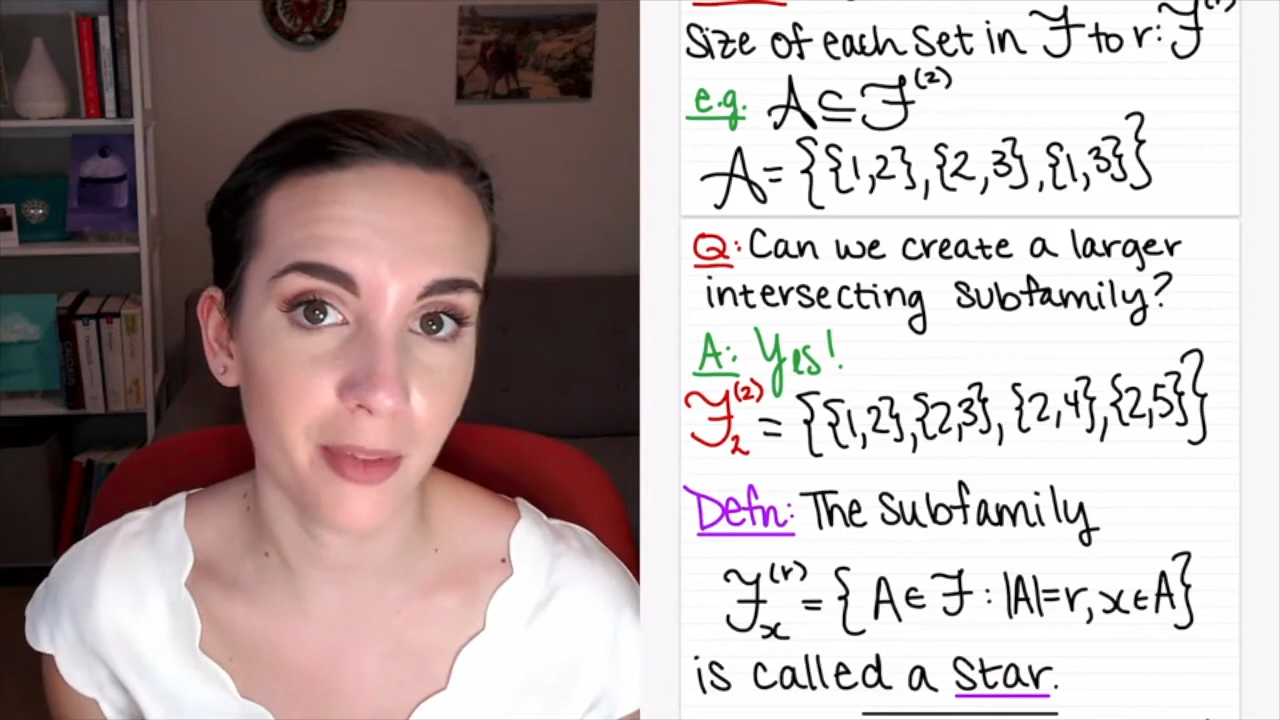 Size of each set in ℱ to r: ℱ⁽ʳ⁾
e.g. 𝒜 ⊆ ℱ⁽²⁾
𝒜 = {{1,2},{2,3},{1,3}}
Q: Can we create a larger
intersecting subfamily?
A: Yes!
ℱ₂⁽²⁾ = {{1,2},{2,3},{2,4},{2,5}}
Defn: The subfamily
ℱₓ⁽ʳ⁾ = {A ∈ ℱ : |A|=r, x ∈ A}
is called a star.